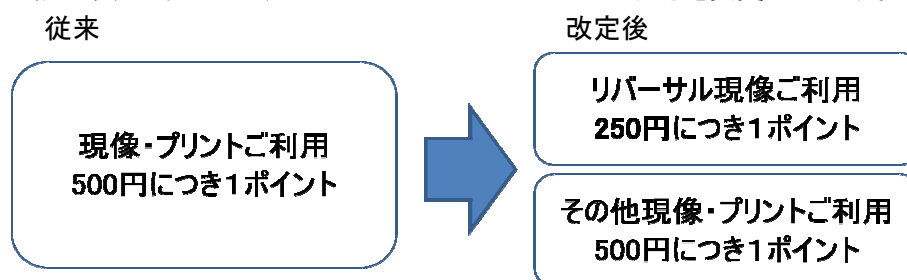 従来
現像・プリントご利用
500円につき1ポイント
改定後
リバーサル現像ご利用
250円につき1ポイント
その他現像・プリントご利用
500円につき1ポイント